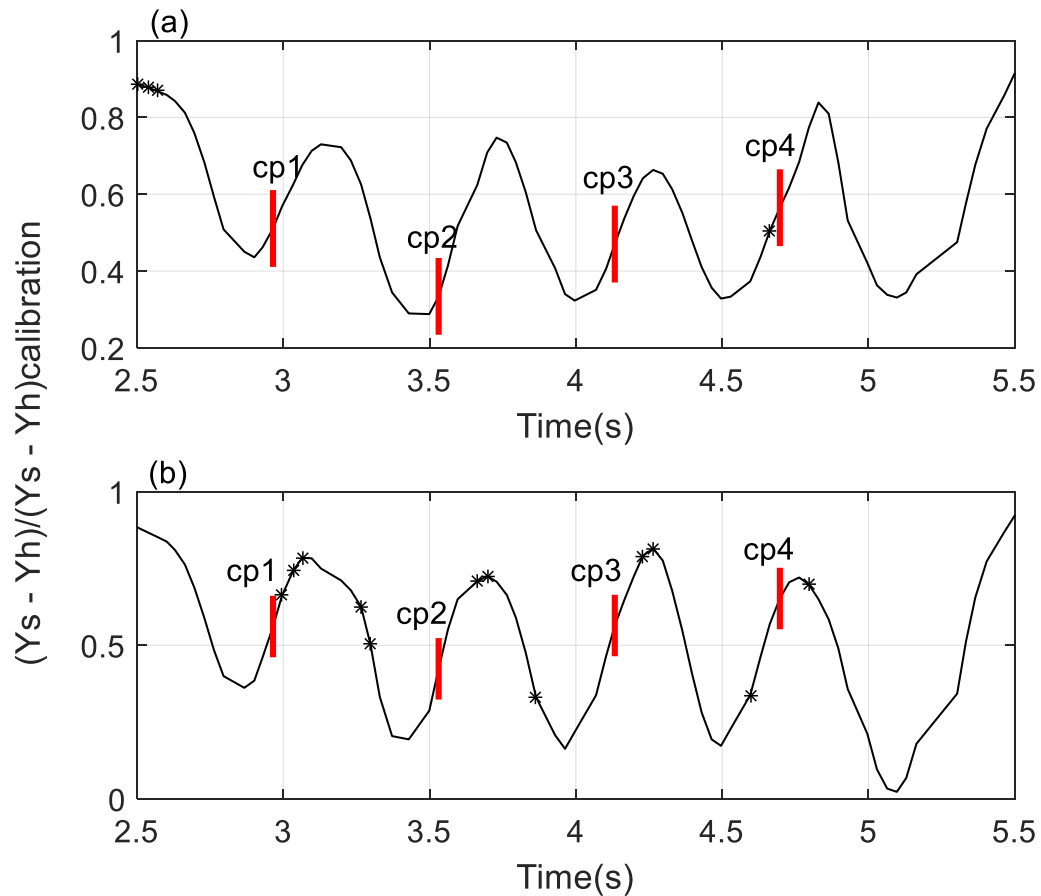 (a)
1
0.8
0.6
0.4
0.2
cp1
cp2
cp3
cp4
2.5 3 3.5 4 4.5 5 5.5
Time(s)
(Ys - Yh)/(Ys - Yh)calibration
(b)
1
0.5
0
cp1
cp2
cp3
cp4
2.5 3 3.5 4 4.5 5 5.5
Time(s)